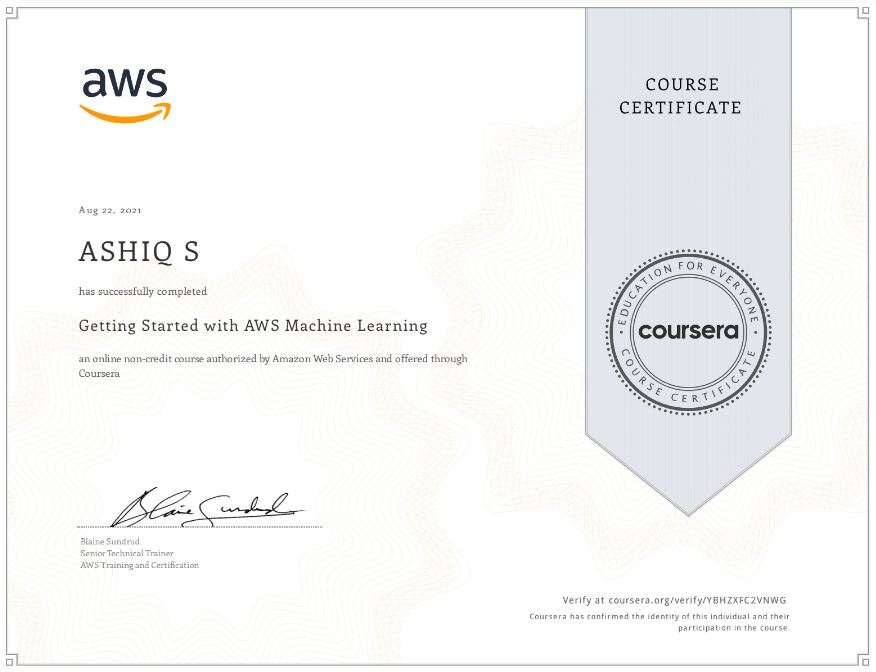 aws
COURSE
CERTIFICATE
Aug 22, 2021
ASHIQ S
has successfully completed
Getting Started with AWS Machine Learning
an online non-credit course authorized by Amazon Web Services and offered through
Coursera
EDUCATION FOR EVERYONE
coursera
COURSE CERTIFICATE
Blaine Sundrud
Blaine Sundrud
Senior Technical Trainer
AWS Training and Certification
Verify at coursera.org/verify/YBHZXFC2VNWG
Coursera has confirmed the identity of this individual and their
participation in the course.